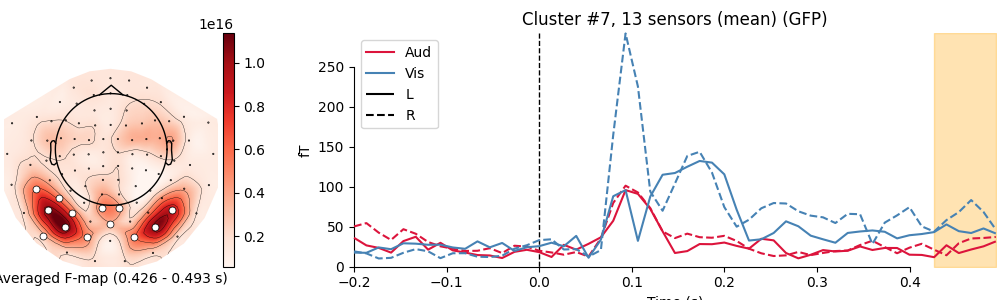 Cluster #7, 13 sensors (mean) (GFP)
1e16
1.0
0.8
0.6
0.4
0.2
Averaged F-map (0.426 - 0.493 s)
fT
250
200
150
100
50
0
Aud
Vis
L
R
−0.2
−0.1
0.0
0.1
0.2
0.3
0.4
Time (s)